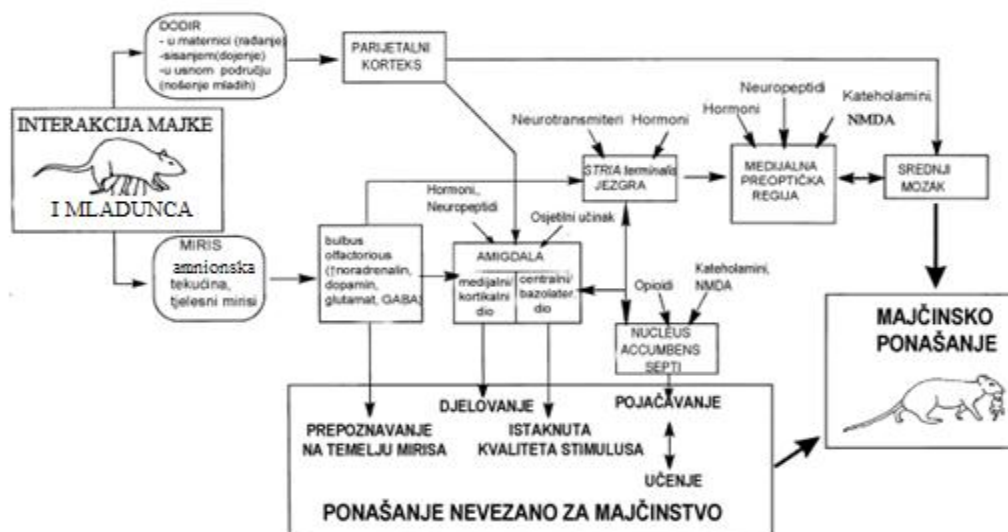 DODIR
- u maternici (rađanje)
-sisanjem(dojenje)
-u usnom području
(nošenje mladih)
PARIJETALNI
KORTEKS
INTERAKCIJA MAJKE
I MLADUNCA
MIRIS
amnionska
tekućina,
tjelesni mirisi
bulbus
olfactorious
(↑noradrenalin,
dopamin,
glutamat, GABA)
Hormoni,
Neuropeptidi
Osjetilni učinak
AMIGDALA
medijalni/
kortikalni
dio
centralni/
bazolater.
dio
Neurotransmiteri
Hormoni
STRIA terminalis
JEZGRA
Hormoni
Neuropeptidi
Kateholamini,
NMDA
MEDIJALNA
PREOPTIČKA
REGIJA
SREDNJI
MOZAK
Opioidi
Kateholamini,
NMDA
NUCLEUS
ACCUMBENS
SEPTI
MAJČINSKO
PONAŠANJE
DJELOVANJE
POJAČAVANJE
PREPOZNAVANJE
NA TEMELJU MIRISA
ISTAKNUTA
KVALITETA STIMULUSA
UČENJE
PONAŠANJE NEVEZANO ZA MAJČINSTVO